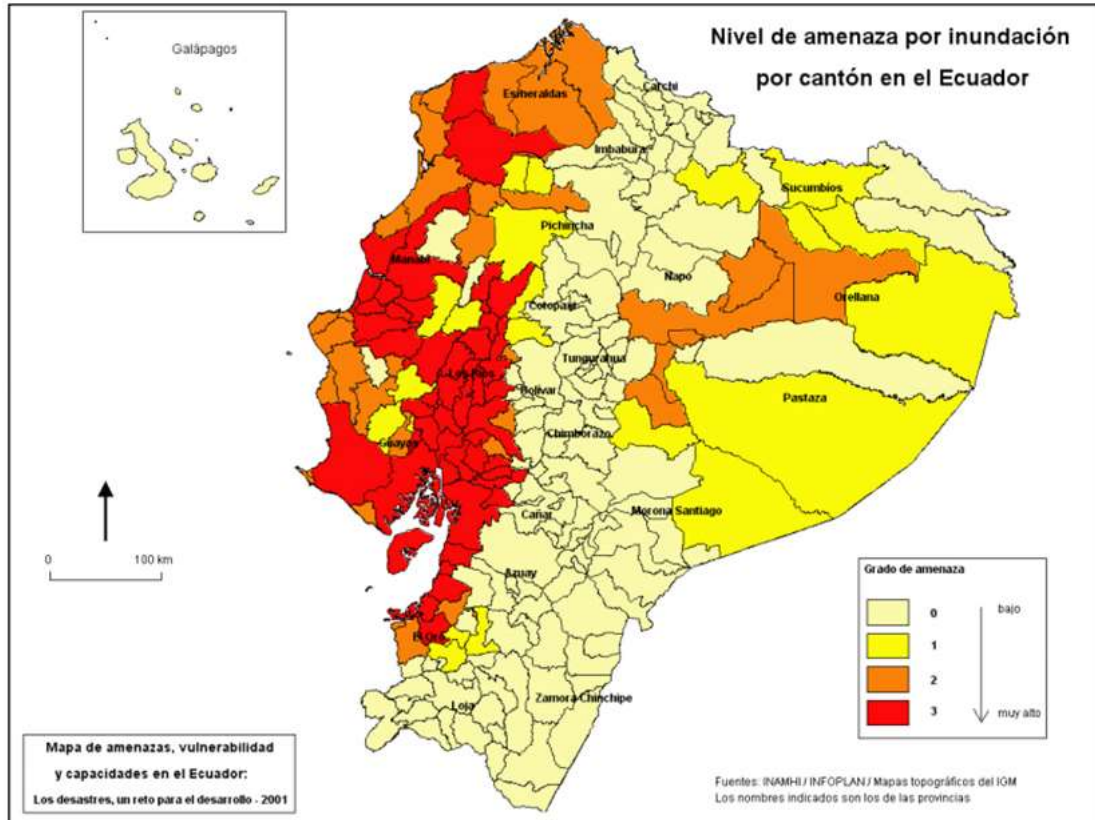 Galápagos
Nivel de amenaza por inundación
por cantón en el Ecuador
Carchi
Esmeraldas
Imbabura
Sucumbios
Pichincha
Manabí
Napo
Orellana
Cotopaxi
Tungurahua
Los Rios
Bolivar
Pastaza
Chimborazo
Guayas
Morona Santiago
Cañar
0
100 km
Azuay
El Oro
Zamora Chinchipe
Loja
Grado de amenaza
0
bajo
1
2
3
muy alto
Mapa de amenazas, vulnerabilidad
y capacidades en el Ecuador:
Los desastres, un reto para el desarrollo - 2001
Fuentes: INAMHI / INFOPLAN / Mapas topográficos del IGM
Los nombres indicados son los de las provincias